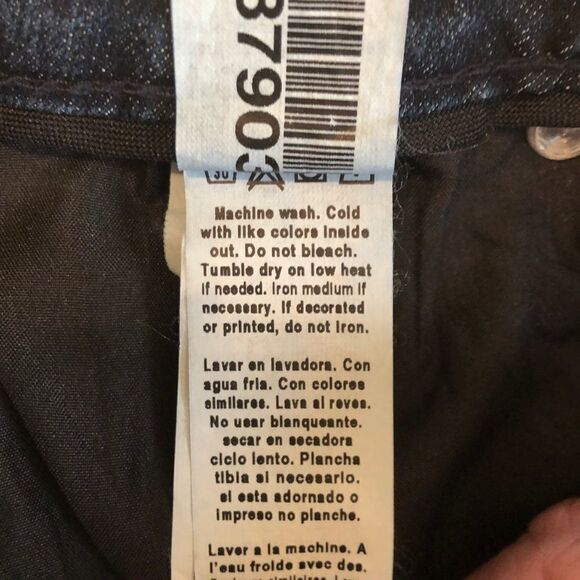 37903
30
Machine wash. Cold
with like colors inside
out. Do not bleach.
Tumble dry on low heat
if needed. Iron medium if
necessary. If decorated
or printed, do not iron.
Lavar en lavadora. Con
agua fria. Con colores
similares. Lava al reves.
No usar blanqueante.
secar en secadora
ciclo lento. Plancha
tibia si necesario.
si esta adornado o
impreso no planche.
Laver a la machine. A
l'eau froide avec des.